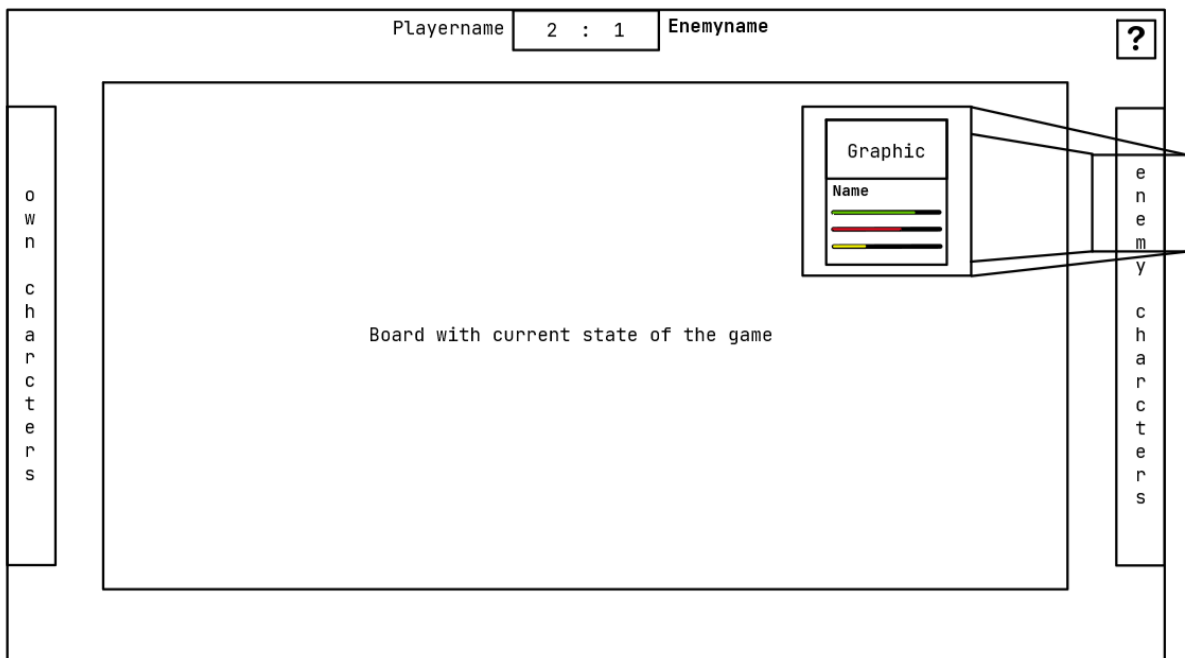 Playername 2 : 1 Enemyname
?
Graphic
Name
own charcters
Board with current state of the game
enemy charcters